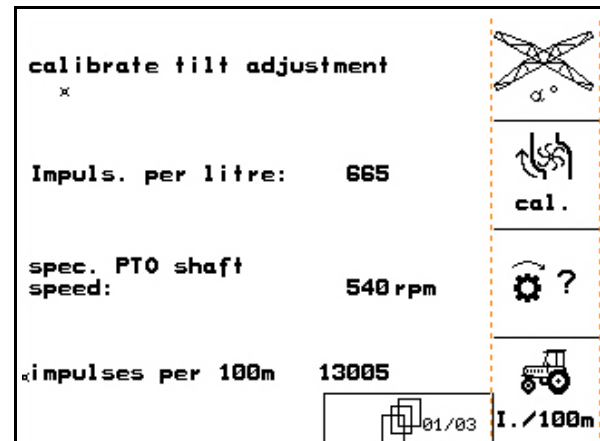 calibrate tilt adjustment
×
α°
Impuls. per litre: 665
cal.
spec. PTO shaft
speed: 540 rpm
?
αimpulses per 100m 13005
I./100m
01/03